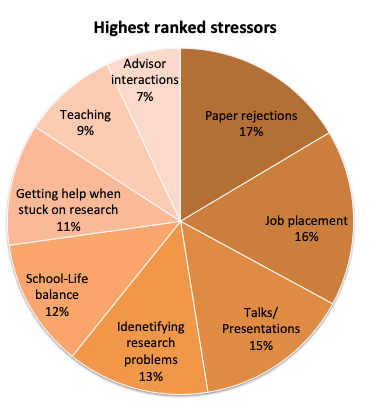 Highest ranked stressors
Advisor
interactions
7%
Paper rejections
17%
Teaching
9%
Getting help when
stuck on research
11%
Job placement
16%
School-Life
balance
12%
Talks/
Presentations
15%
Idenetifying
research
problems
13%